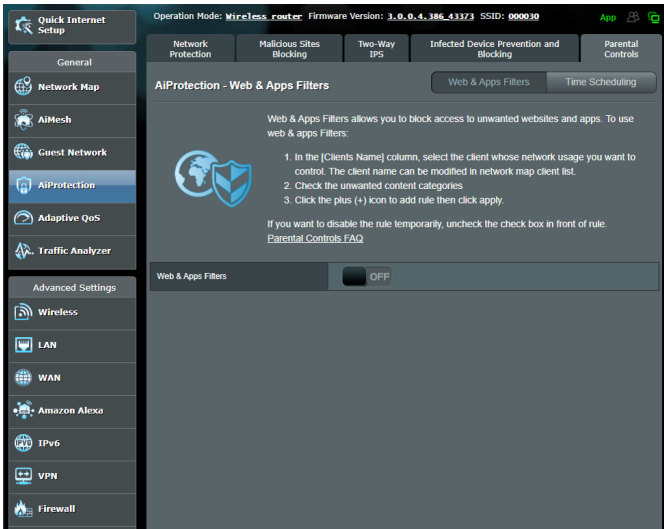 Quick Internet
Setup
Operation Mode: Wireless router Firmware Version: 3.0.0.4.386_43373 SSID: 000030
App
General
Network Map
AiMesh
Guest Network
AiProtection
Adaptive QoS
Traffic Analyzer
Advanced Settings
Wireless
LAN
WAN
Amazon Alexa
IPv6
VPN
Firewall
Network
Protection
Malicious Sites
Blocking
Two-Way
IPS
Infected Device Prevention and
Blocking
Parental
Controls
AiProtection - Web & Apps Filters
Web & Apps Filters
Time Scheduling
Web & Apps Filters allows you to block access to unwanted websites and apps. To use
web & apps Filters:
1. In the [Clients Name] column, select the client whose network usage you want to
control. The client name can be modified in network map client list.
2. Check the unwanted content categories
3. Click the plus (+) icon to add rule then click apply.
If you want to disable the rule temporarily, uncheck the check box in front of rule.
Parental Controls FAQ
Web & Apps Filters
OFF